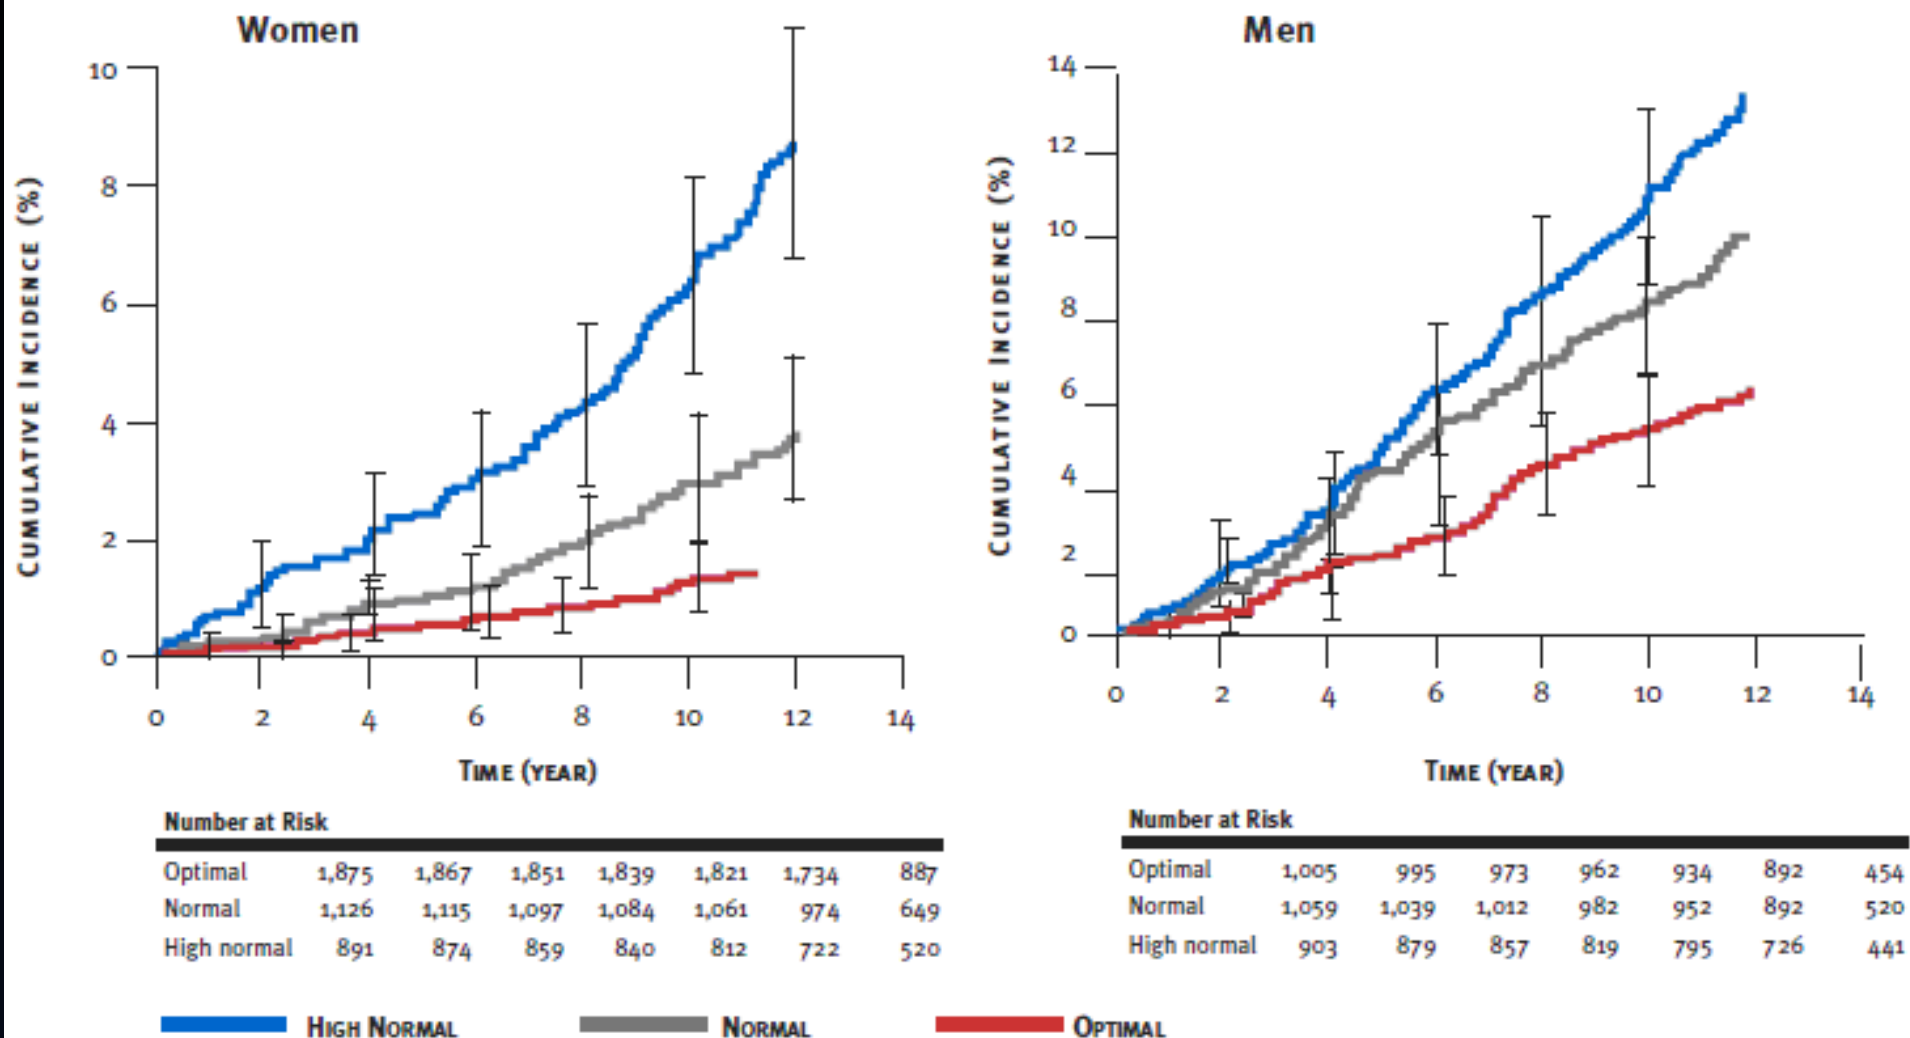 Women
Men
CUMULATIVE INCIDENCE (%)
10
8
6
4
2
0
0 2 4 6 8 10 12 14
TIME (YEAR)
CUMULATIVE INCIDENCE (%)
14
12
10
8
6
4
2
0
0 2 4 6 8 10 12 14
TIME (YEAR)
Number at Risk
Optimal 1,875 1,867 1,851 1,839 1,821 1,734 887
Normal 1,126 1,115 1,097 1,084 1,061 974 649
High normal 891 874 859 840 812 722 520
Number at Risk
Optimal 1,005 995 973 962 934 892 454
Normal 1,059 1,039 1,012 982 952 892 520
High normal 903 879 857 819 795 726 441
HIGH NORMAL NORMAL OPTIMAL